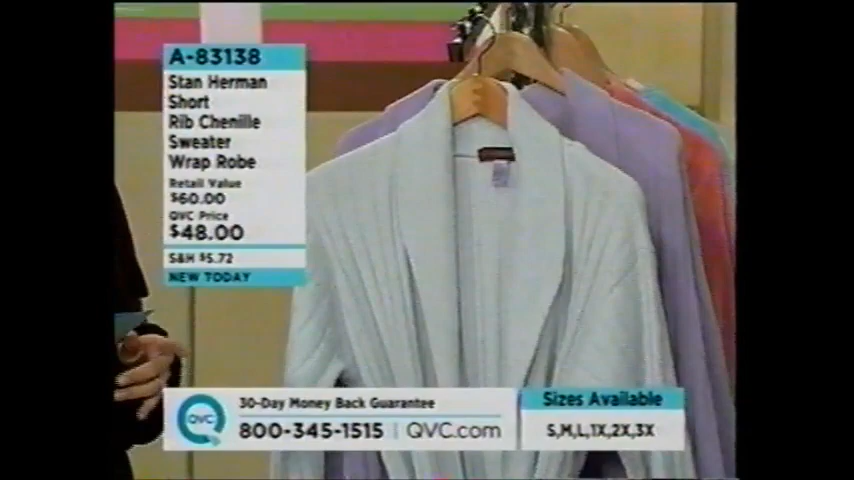 A-83138
Stan Herman
Short
Rib Chenille
Sweater
Wrap Robe
Retail Value
$60.00
QVC Price
$48.00
S&H $5.72
NEW TODAY
QVC
30-Day Money Back Guarantee
800-345-1515 | QVC.com
Sizes Available
S,M,L,1X,2X,3X